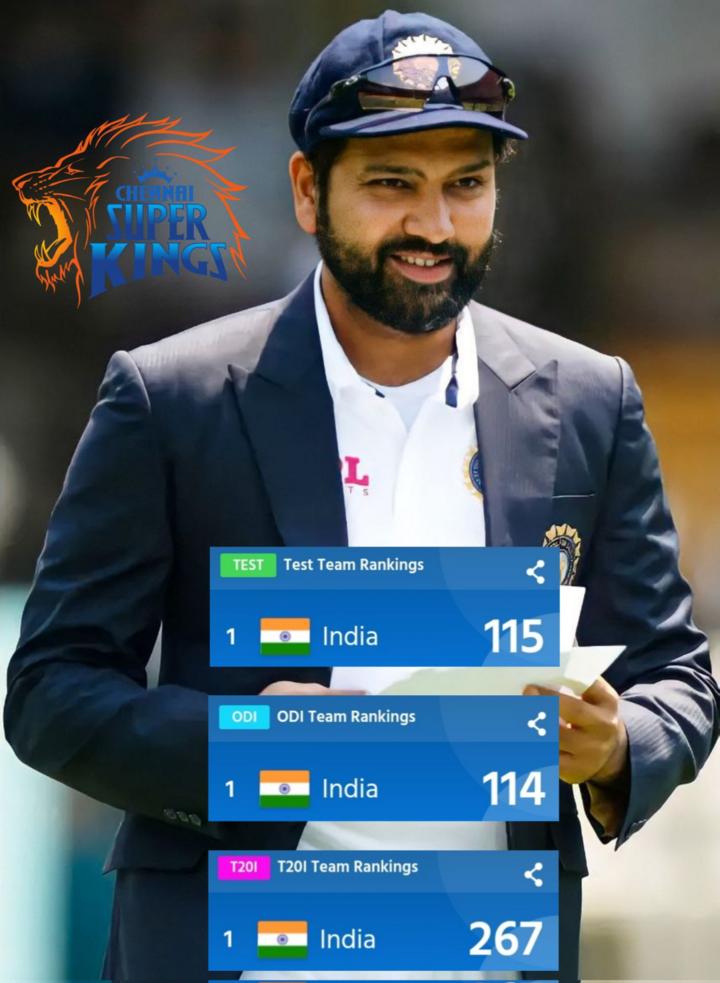 CHENNAI
SUPER
KINGS
L
TS
TEST Test Team Rankings
1 India 115
ODI ODI Team Rankings
1 India 114
T20I T20I Team Rankings
1 India 267